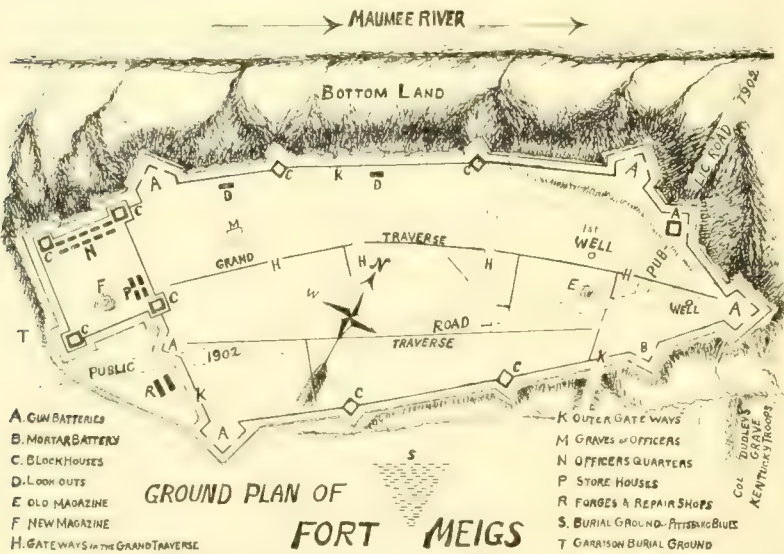 MAUMEE RIVER
BOTTOM LAND
PUBLIC ROAD 1902
A
C
K
C
A
D
D
A
C
C
N
M
1st
WELL
TRAVERSE
GRAND
H
H
N
H
H
F
P
E
WELL
A
W
ROAD
C
C
T
A
1902
TRAVERSE
B
K
PUBLIC
R
K
C
C
A
A. GUN BATTERIES
B. MORTAR BATTERY
C. BLOCK HOUSES
D. LOOK OUTS
E OLD MAGAZINE
F NEW MAGAZINE
H. GATEWAYS IN THE GRAND TRAVERSE
S
GROUND PLAN OF
FORT MEIGS
K OUTER GATEWAYS
M GRAVES OF OFFICERS
N OFFICERS QUARTERS
P STORE HOUSES
R FORGES & REPAIR SHOPS
S. BURIAL GROUND - PITTSBURG BLUES
T GARRISON BURIAL GROUND
COL DUDLEY'S
GRAVE
KENTUCKY TROOPS